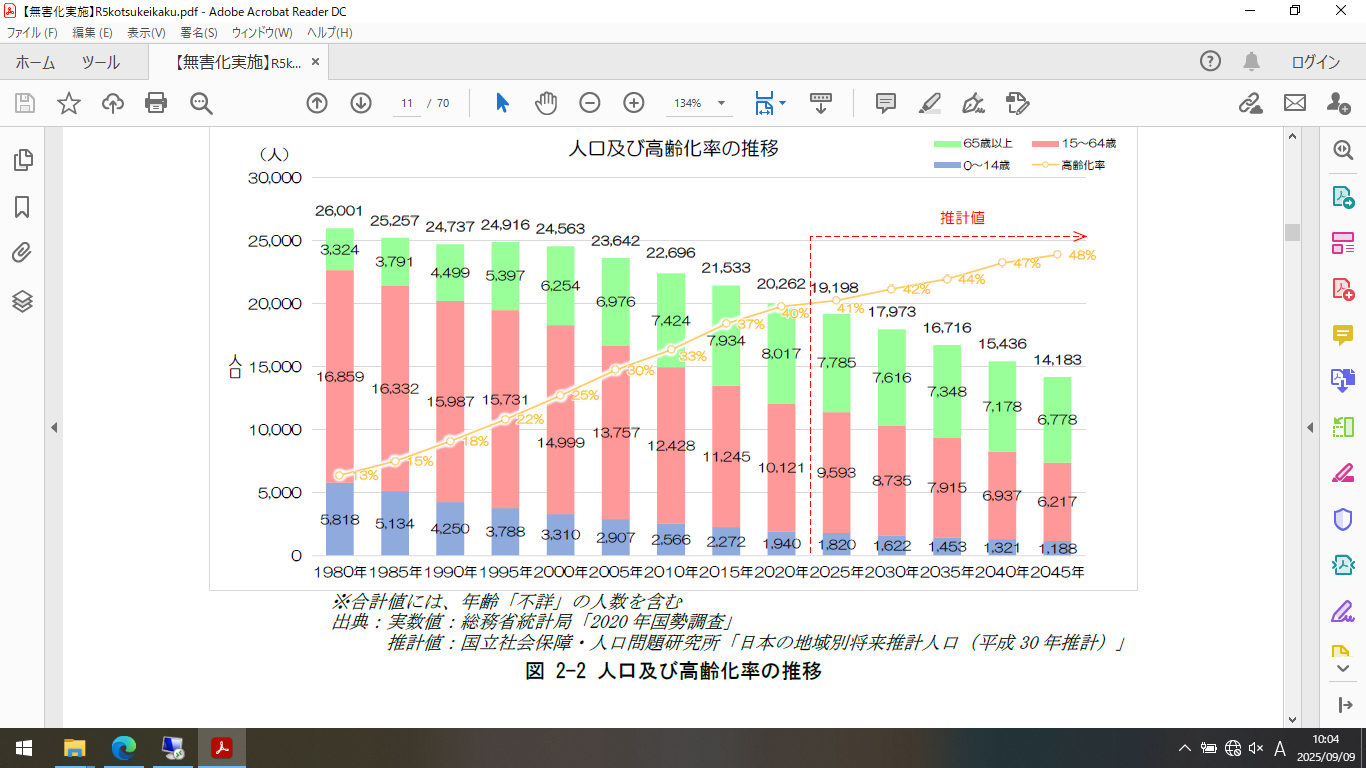 【無害化実施】R5kotsukeikaku.pdf - Adobe Acrobat Reader DC
ファイル(F) 編集(E) 表示(V) 署名(S) ウィンドウ(W) ヘルプ(H)
ホーム ツール 【無害化実施】R5k... × ログイン
11 / 70 134%
人口及び高齢化率の推移
(人)
65歳以上 15～64歳
0～14歳 高齢化率
30,000
25,000
20,000
15,000
10,000
5,000
0
人口
推計値
26,001 25,257 24,737 24,916 24,563 23,642 22,696 21,533 20,262 19,198 17,973 16,716 15,436 14,183
3,324 3,791 4,499 5,397 6,254 6,976 7,424 7,934 8,017 7,785 7,616 7,348 7,178 6,778
16,859 16,332 15,987 15,731 14,999 13,757 12,428 11,245 10,121 9,593 8,735 7,915 6,937 6,217
13% 15% 18% 22% 25% 30% 33% 37% 40% 41% 42% 44% 47% 48%
5,818 5,134 4,250 3,788 3,310 2,907 2,566 2,272 1,940 1,820 1,622 1,453 1,321 1,188
1980年 1985年 1990年 1995年 2000年 2005年 2010年 2015年 2020年 2025年 2030年 2035年 2040年 2045年
※合計値には、年齢「不詳」の人数を含む
出典：実数値：総務省統計局「2020年国勢調査」
推計値：国立社会保障・人口問題研究所「日本の地域別将来推計人口（平成30年推計）」
図 2-2 人口及び高齢化率の推移
A 10:04
2025/09/09